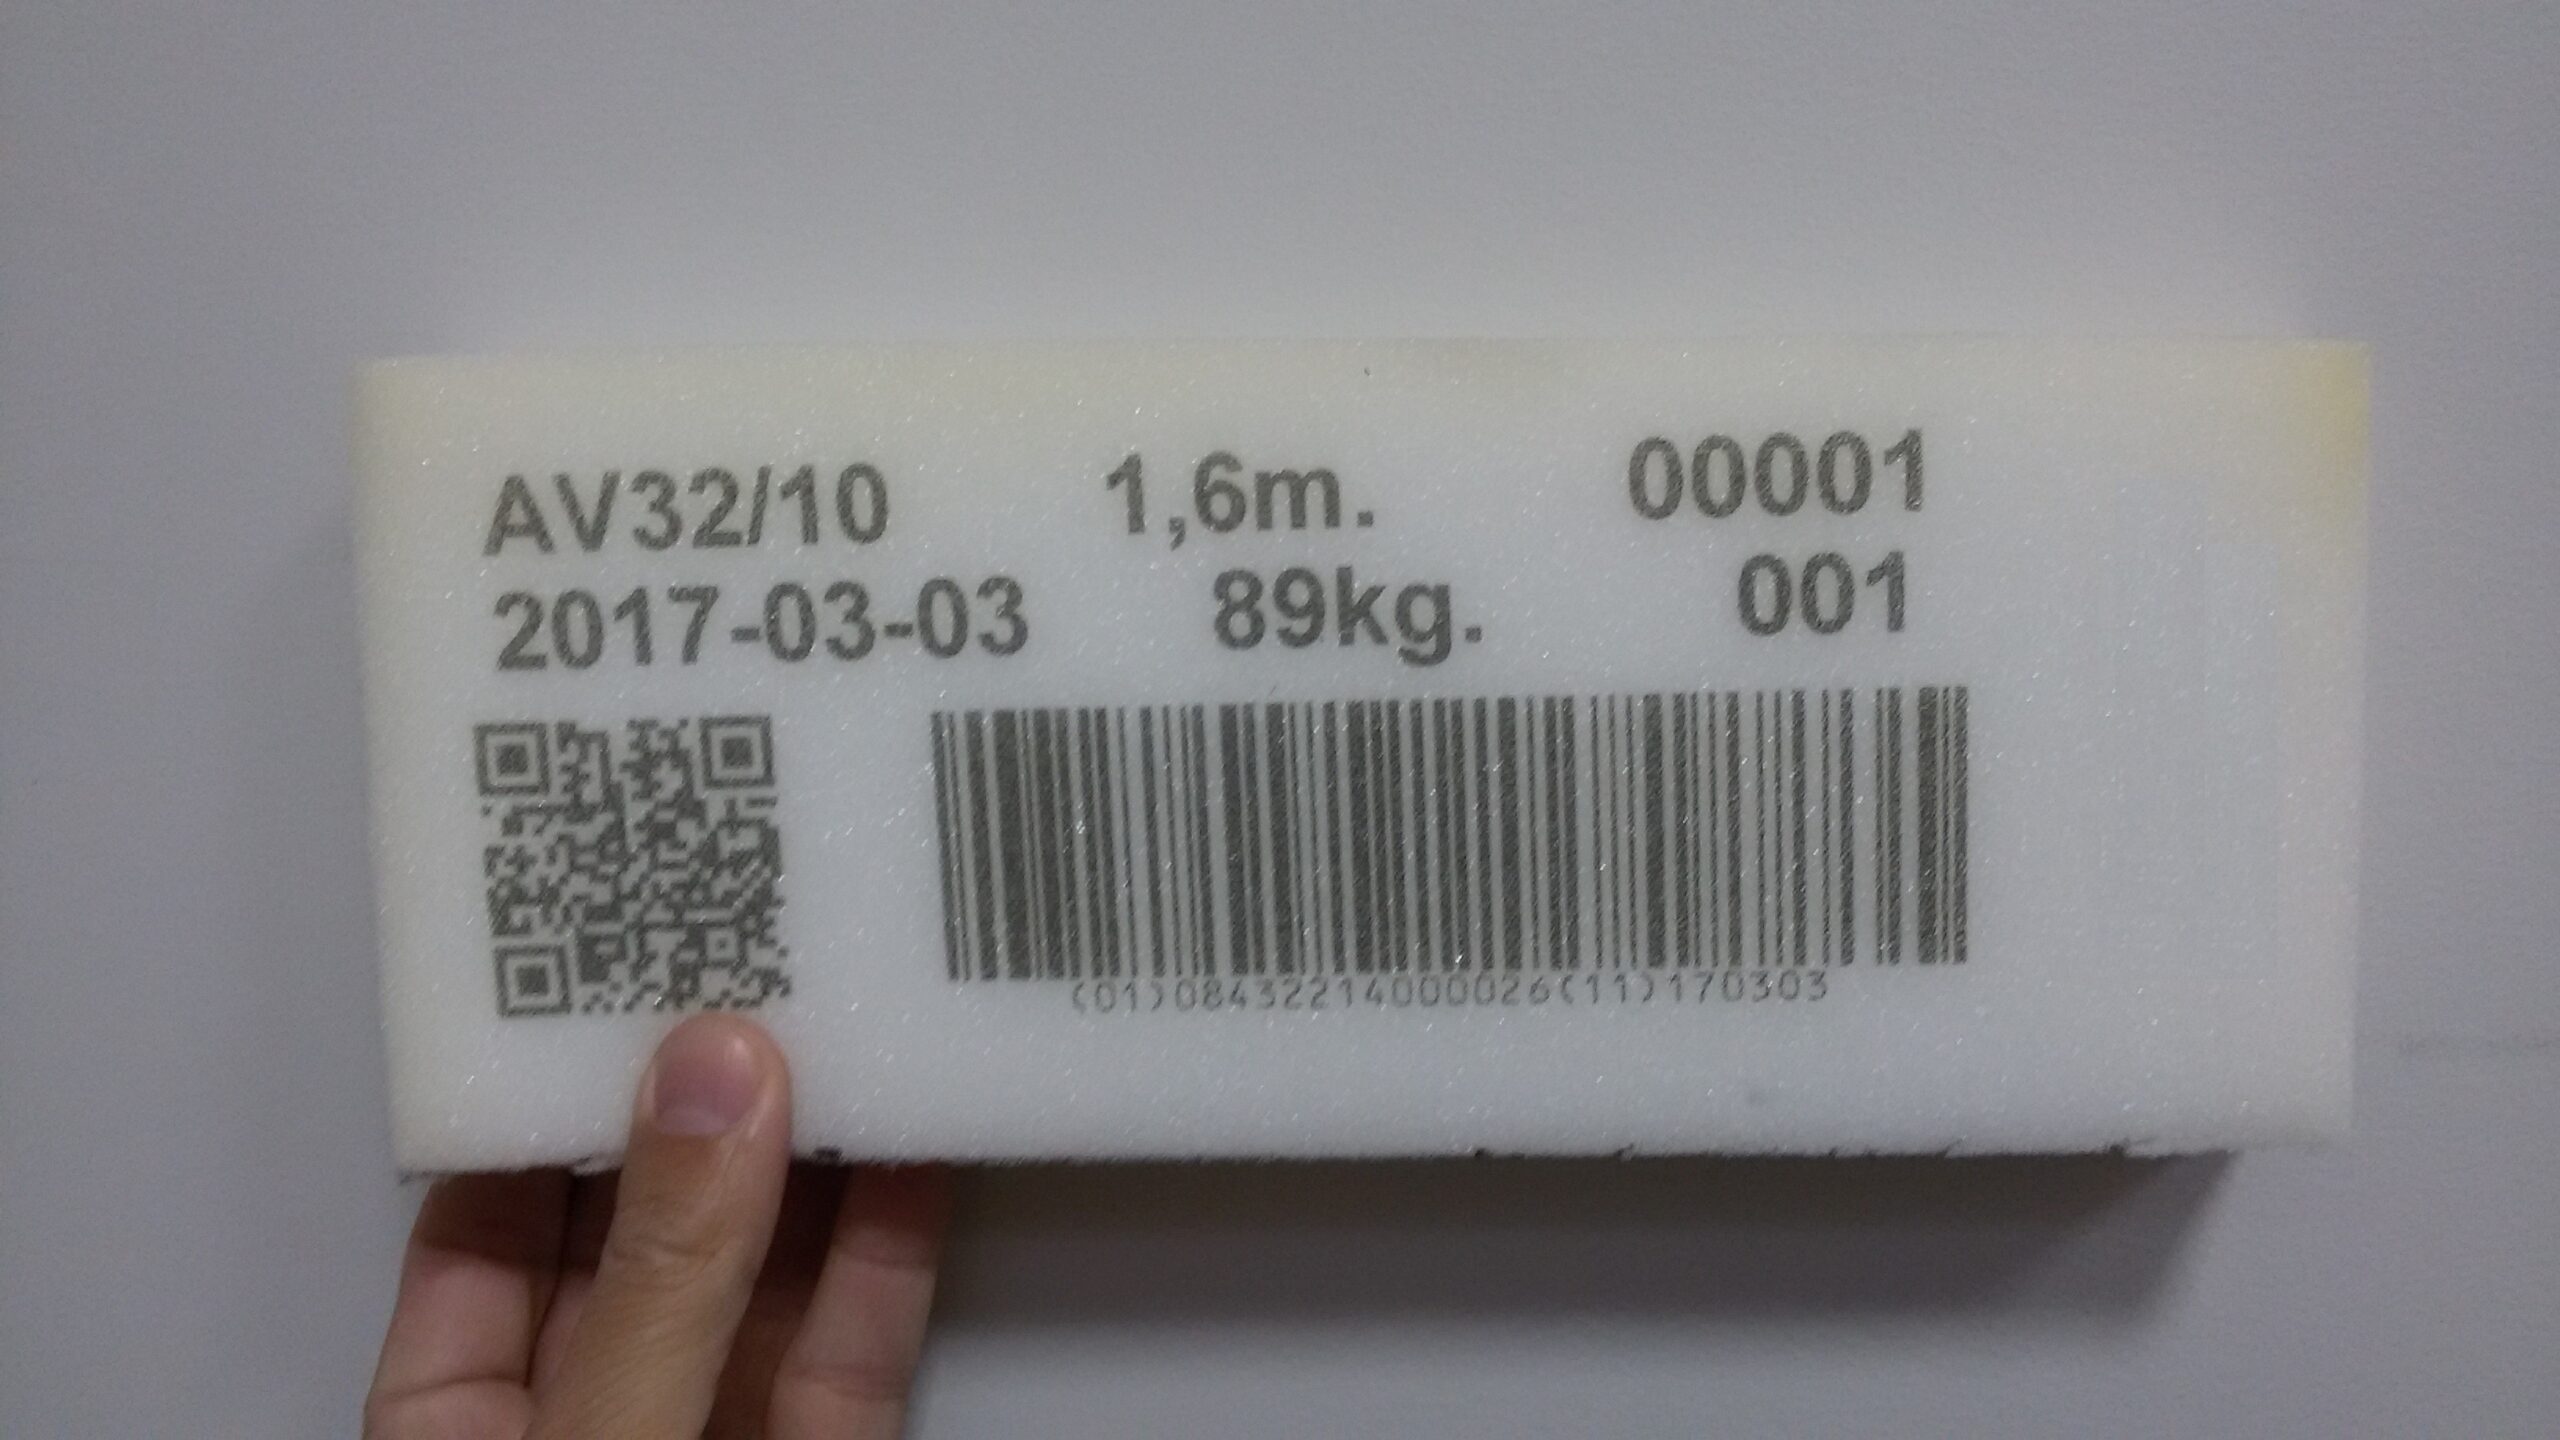 AV32/10 1,6m. 00001
2017-03-03 89kg. 001
(01)08432214000026(11)170303